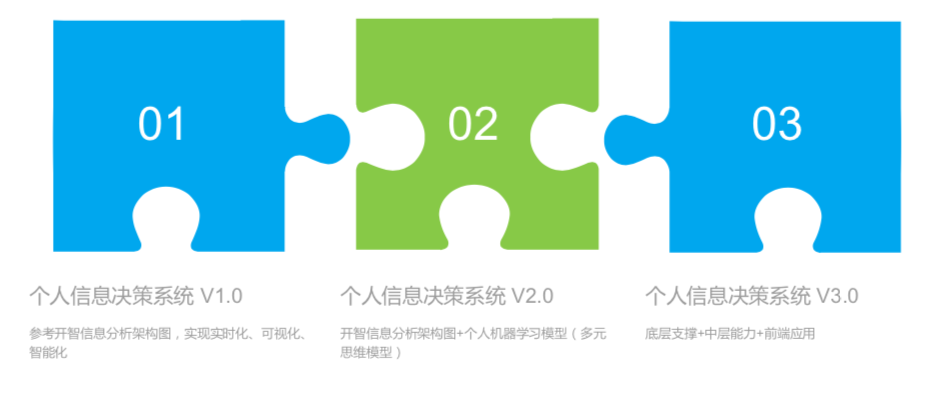 01
02
03
个人信息决策系统 V1.0
参考开智信息分析架构图，实现实时化、可视化、
智能化
个人信息决策系统 V2.0
开智信息分析架构图+个人机器学习模型（多元
思维模型）
个人信息决策系统 V3.0
底层支撑+中层能力+前端应用